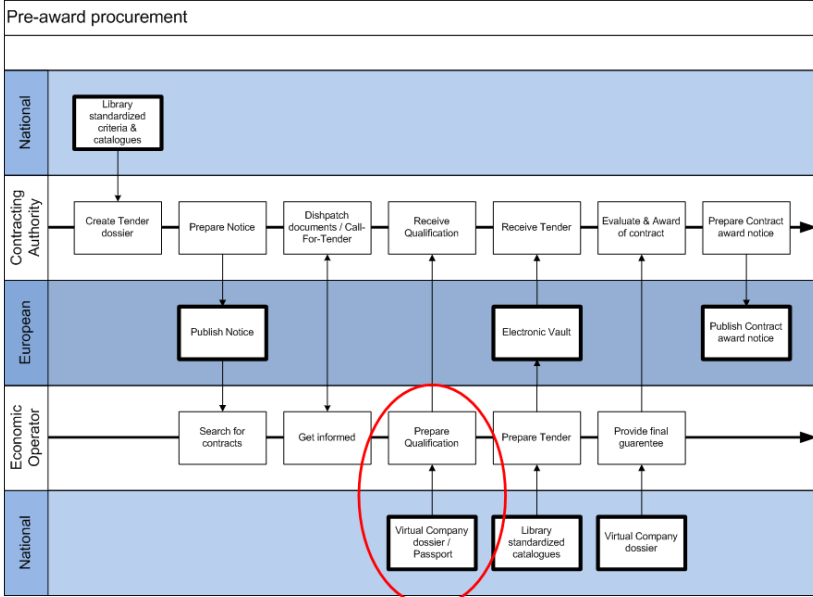 Pre-award procurement
National
Library
standardized
criteria &
catalogues
Contracting
Authority
Create Tender
dossier
Prepare Notice
Dishpatch
documents / Call-
For-Tender
Receive
Qualification
Receive Tender
Evaluate & Award
of contract
Prepare Contract
award notice
European
Publish Notice
Electronic Vault
Publish Contract
award notice
Economic
Operator
Search for
contracts
Get informed
Prepare
Qualification
Prepare Tender
Provide final
guarentee
National
Virtual Company
dossier /
Passport
Library
standardized
catalogues
Virtual Company
dossier